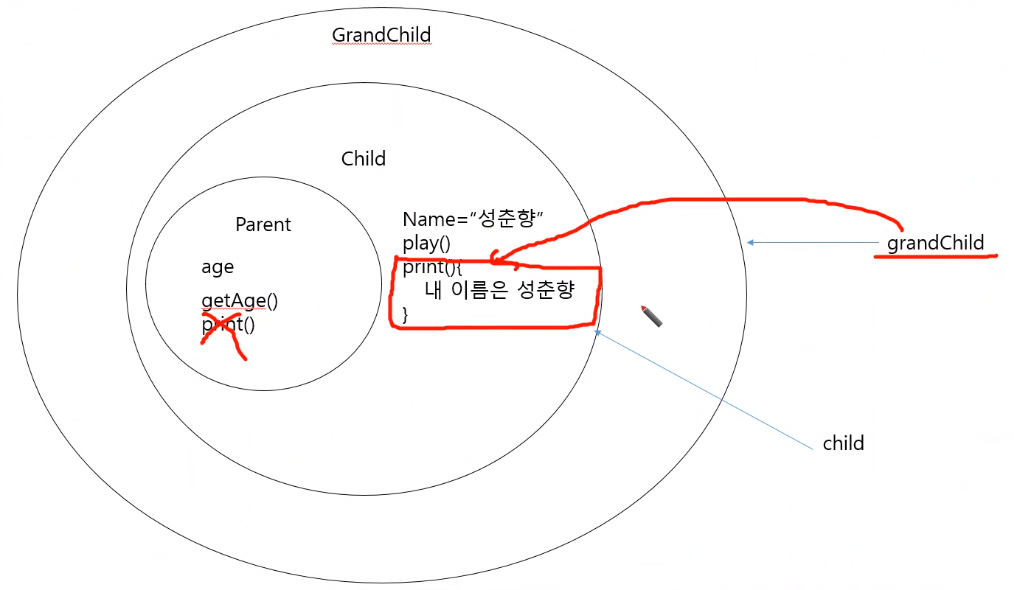 GrandChild
Child
Parent
age
getAge()
print()
Name=“성춘향”
play()
print(){
내 이름은 성춘향
}
grandChild
child